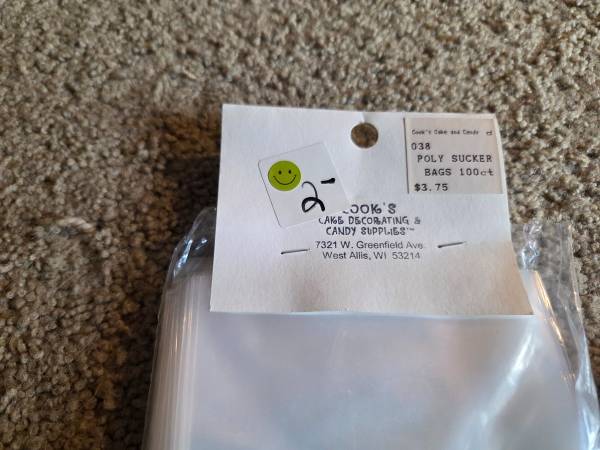 Cook's Cake and Candy
038
POLY SUCKER
BAGS 100ct
$3.75
2-
COOK'S
CAKE DECORATING &
CANDY SUPPLIES™
7321 W. Greenfield Ave.
West Allis, WI 53214